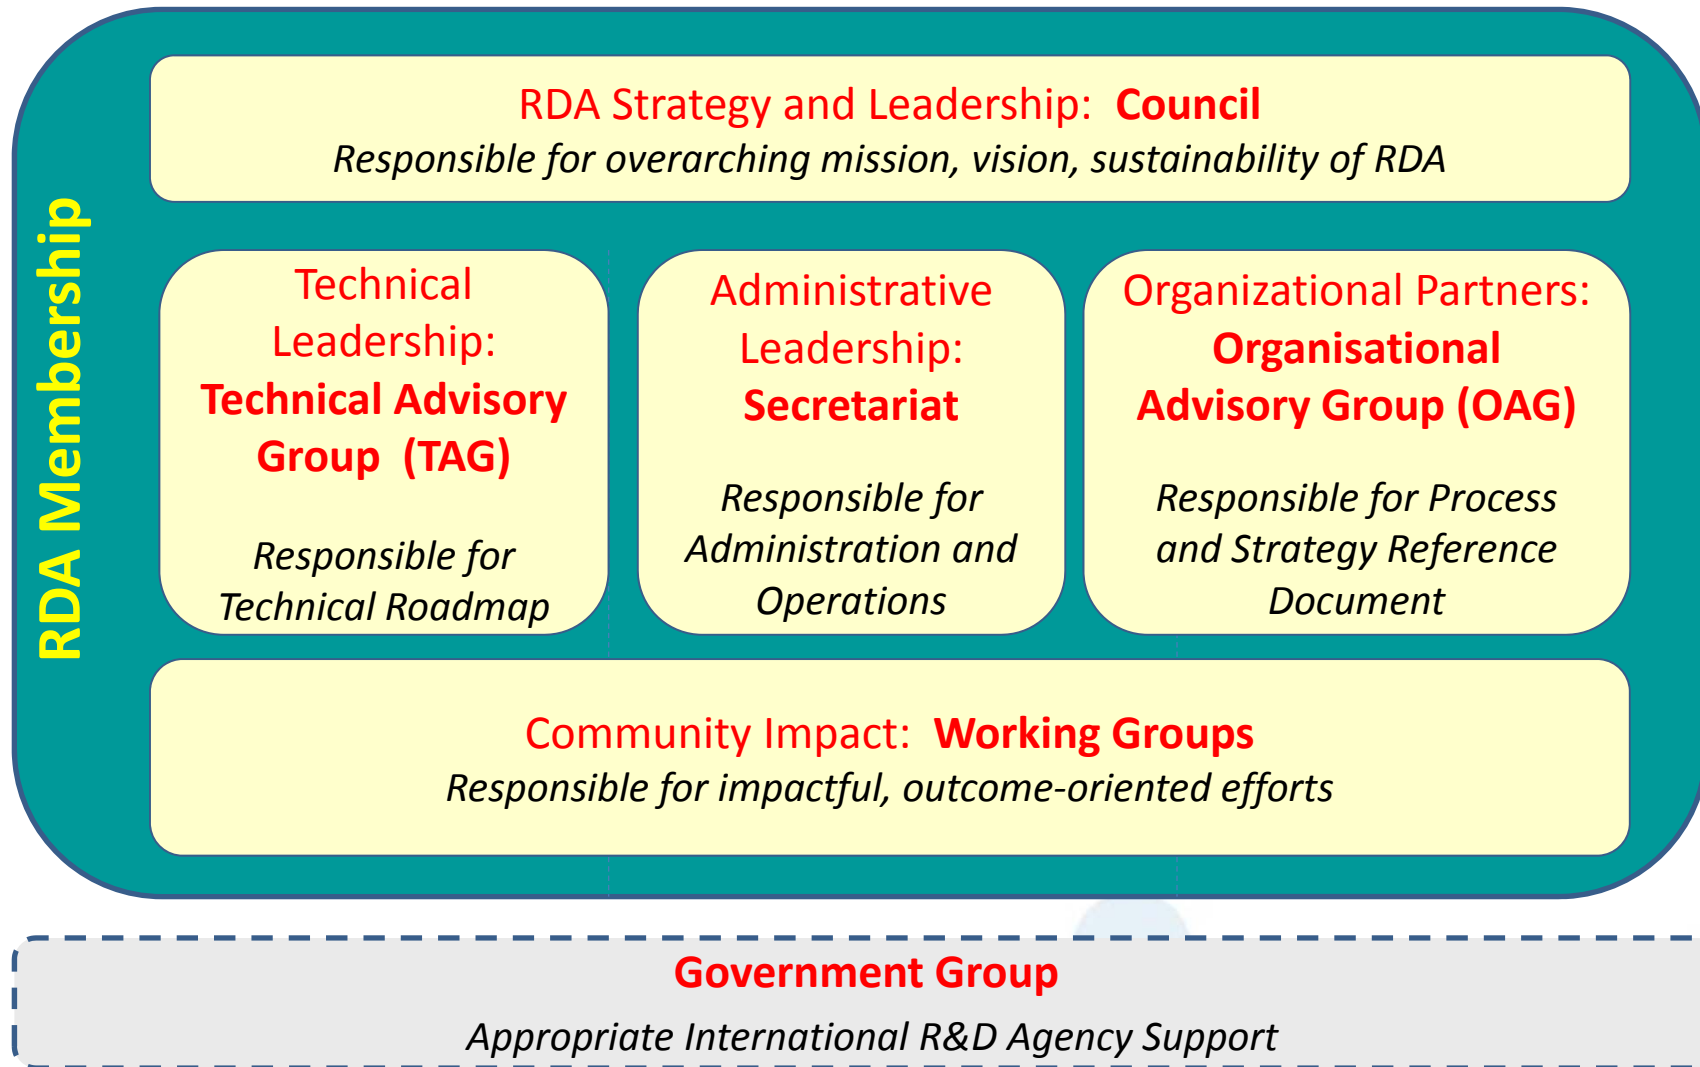 RDA Membership
RDA Strategy and Leadership: Council
Responsible for overarching mission, vision, sustainability of RDA
Technical
Leadership:
Technical Advisory
Group (TAG)
Responsible for
Technical Roadmap
Administrative
Leadership:
Secretariat
Responsible for
Administration and
Operations
Organizational Partners:
Organisational
Advisory Group (OAG)
Responsible for Process
and Strategy Reference
Document
Community Impact: Working Groups
Responsible for impactful, outcome-oriented efforts
Government Group
Appropriate International R&D Agency Support